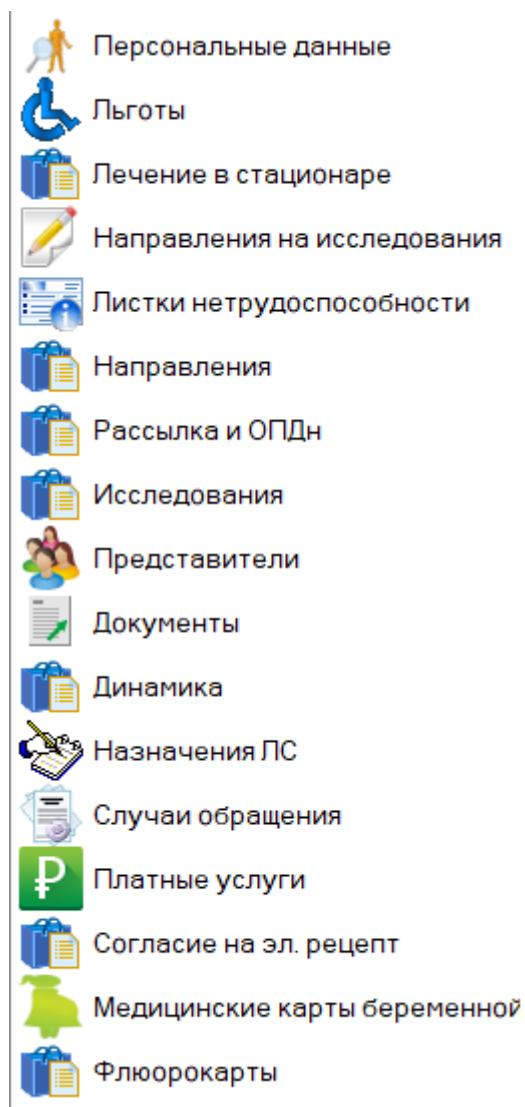 Персональные данные
Льготы
Лечение в стационаре
Направления на исследования
Листки нетрудоспособности
Направления
Рассылка и ОПДн
Исследования
Представители
Документы
Динамика
Назначения ЛС
Случаи обращения
Платные услуги
Согласие на эл. рецепт
Медицинские карты беременной
Флюорокарты